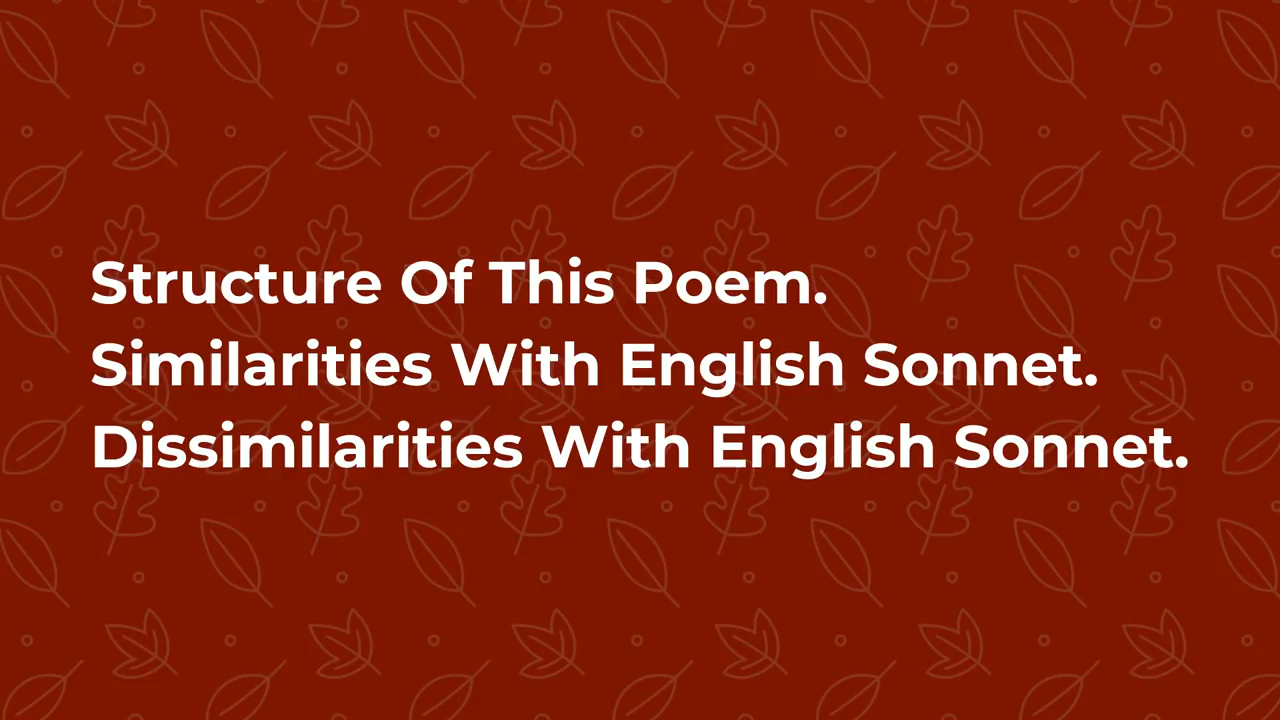 Structure Of This Poem.
Similarities With English Sonnet.
Dissimilarities With English Sonnet.